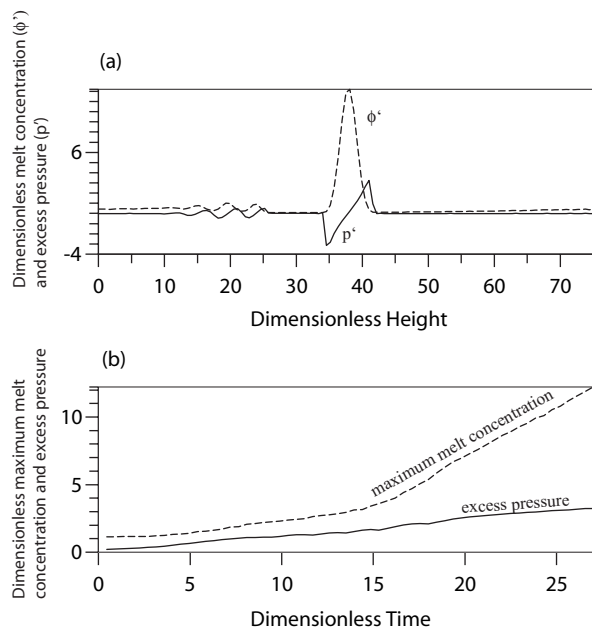 (a)
Dimensionless melt concentration (ϕ')
and excess pressure (p')
6
-4
ϕ‘
p‘
0 10 20 30 40 50 60 70
Dimensionless Height
(b)
Dimensionless maximum melt
concentration and excess pressure
10
5
0
maximum melt concentration
excess pressure
0 5 10 15 20 25
Dimensionless Time